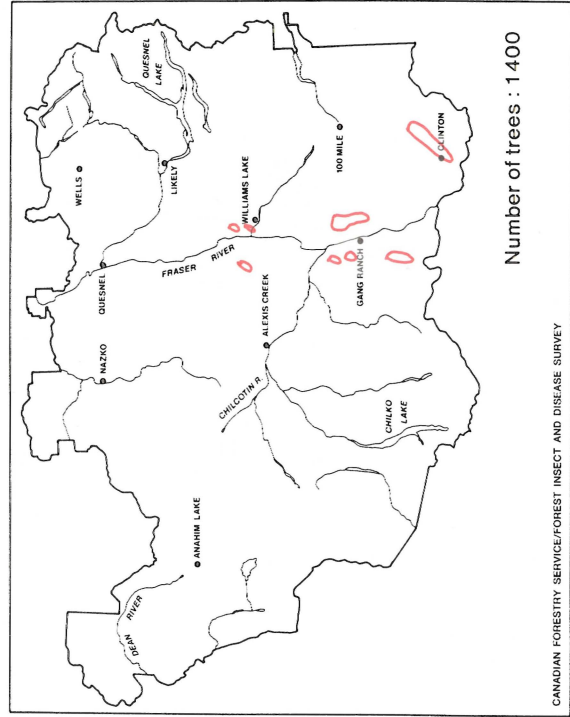 WELLS
QUESNEL
LAKE
NAZKO
QUESNEL
LIKELY
ANAHIM LAKE
FRASER
RIVER
WILLIAMS LAKE
DEAN
RIVER
CHILCOTIN R.
ALEXIS CREEK
100 MILE
GANG RANCH
CHILKO
LAKE
CLINTON
Number of trees : 1400
CANADIAN FORESTRY SERVICE/FOREST INSECT AND DISEASE SURVEY